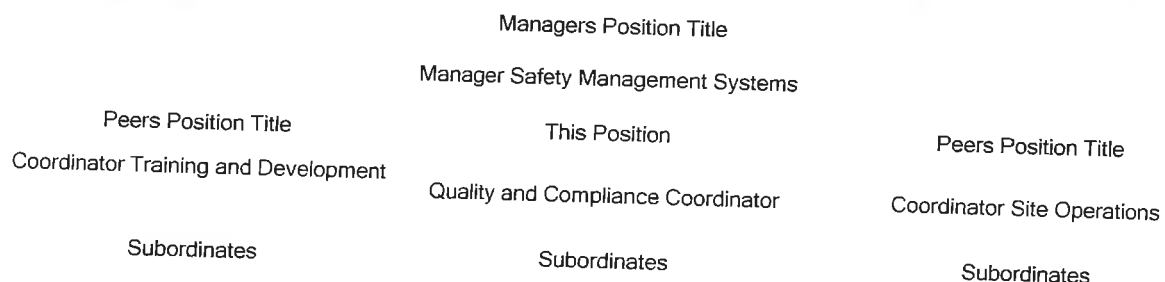 Managers Position Title
Manager Safety Management Systems
Peers Position Title
Coordinator Training and Development
Subordinates
This Position
Quality and Compliance Coordinator
Subordinates
Peers Position Title
Coordinator Site Operations
Subordinates